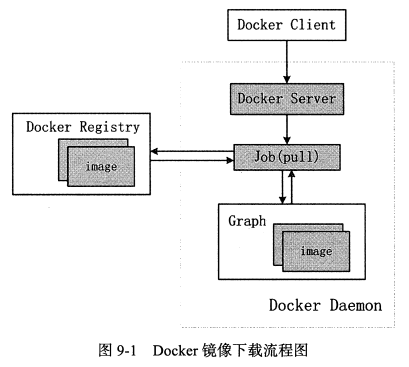 Docker Client
Docker Server
Docker Registry
image
Job(pull)
Graph
image
Docker Daemon
图 9-1 Docker 镜像下载流程图